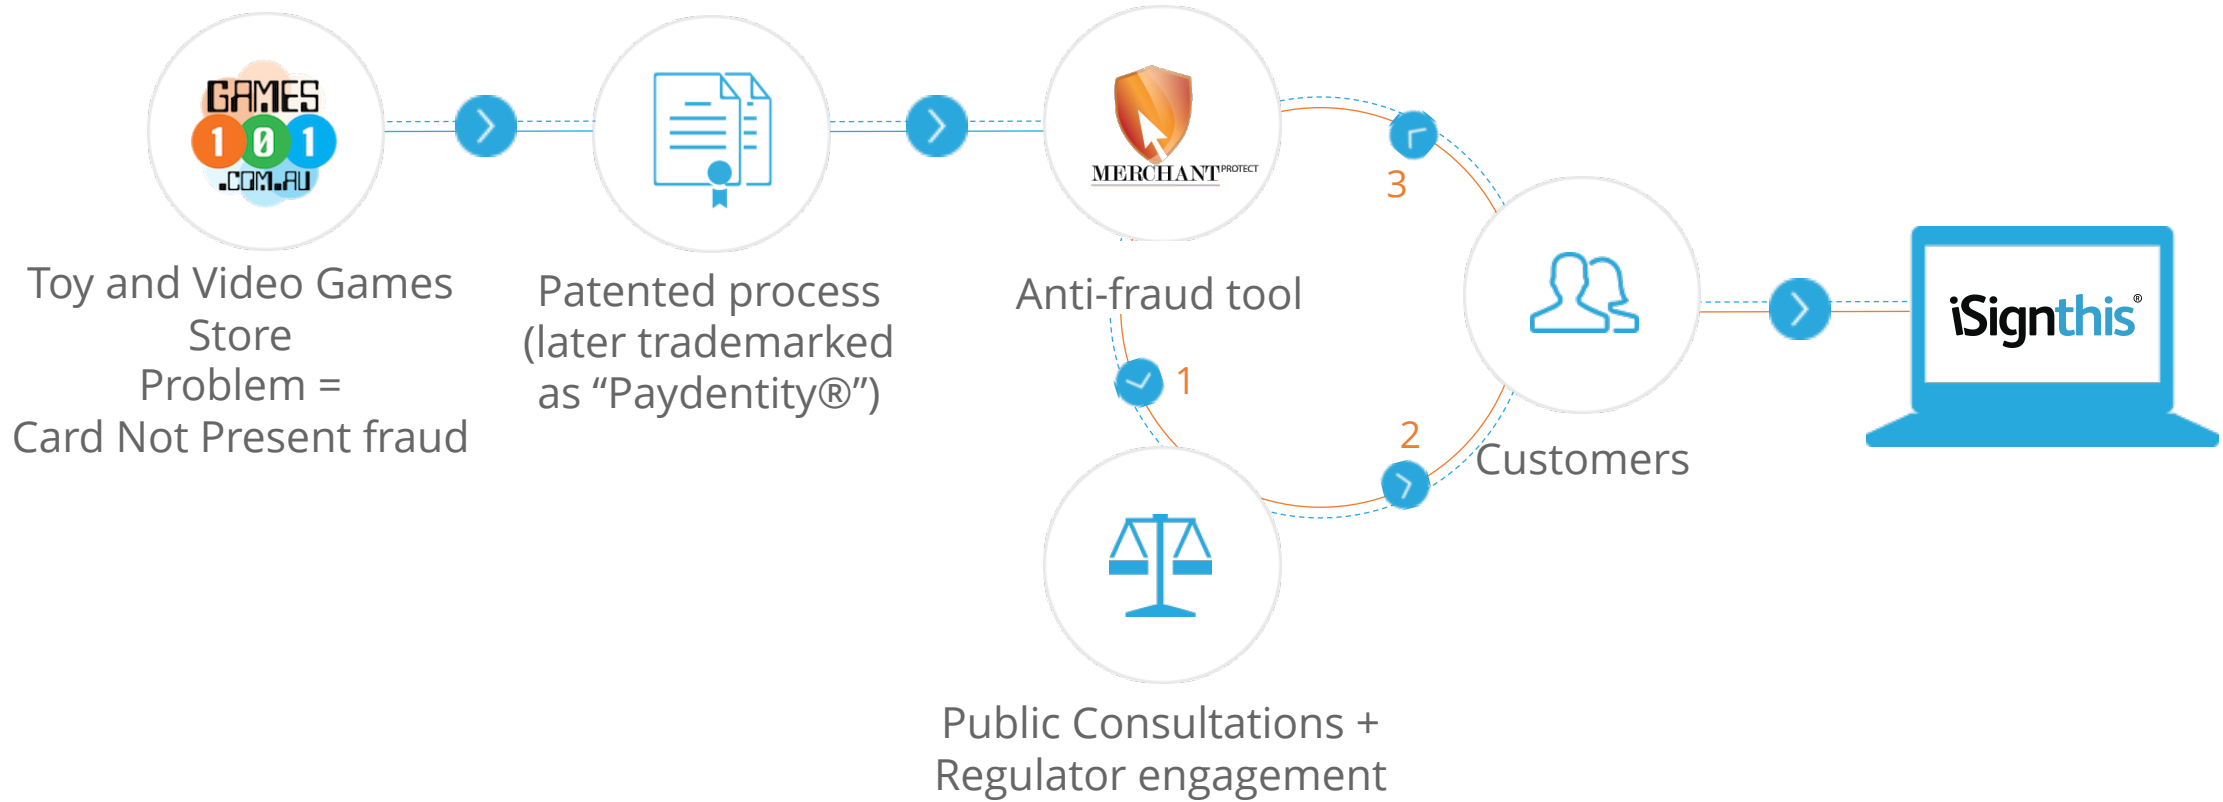 GAMES
101
.COM.AU
Toy and Video Games
Store
Problem =
Card Not Present fraud
Patented process
(later trademarked
as “Paydentity®”)
MERCHANT PROTECT
Anti-fraud tool
1
2
3
Customers
Public Consultations +
Regulator engagement
iSignthis®